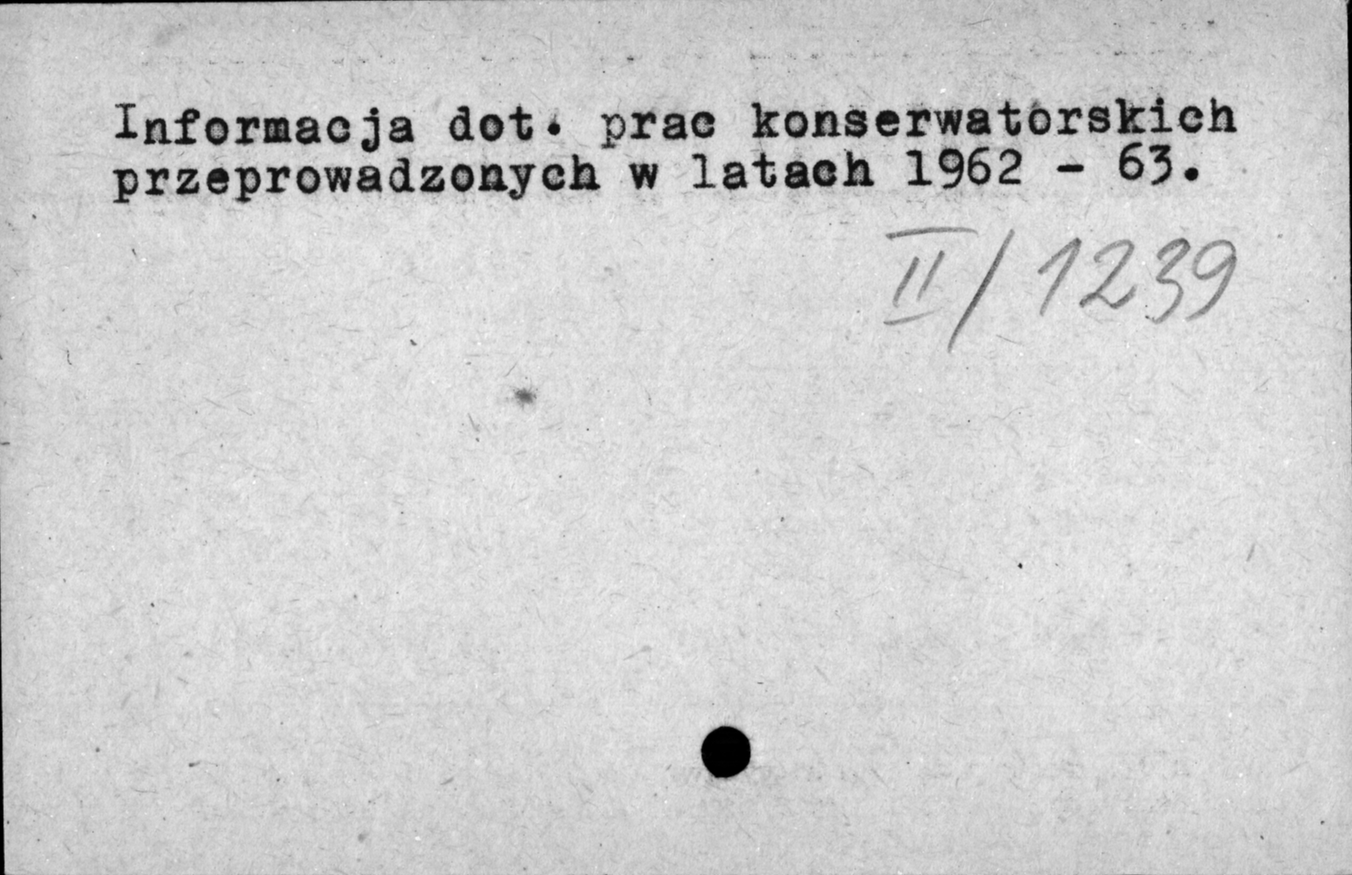 Informacja dot. prac konserwatorskich
przeprowadzonych w latach 1962 - 63.
II/1239